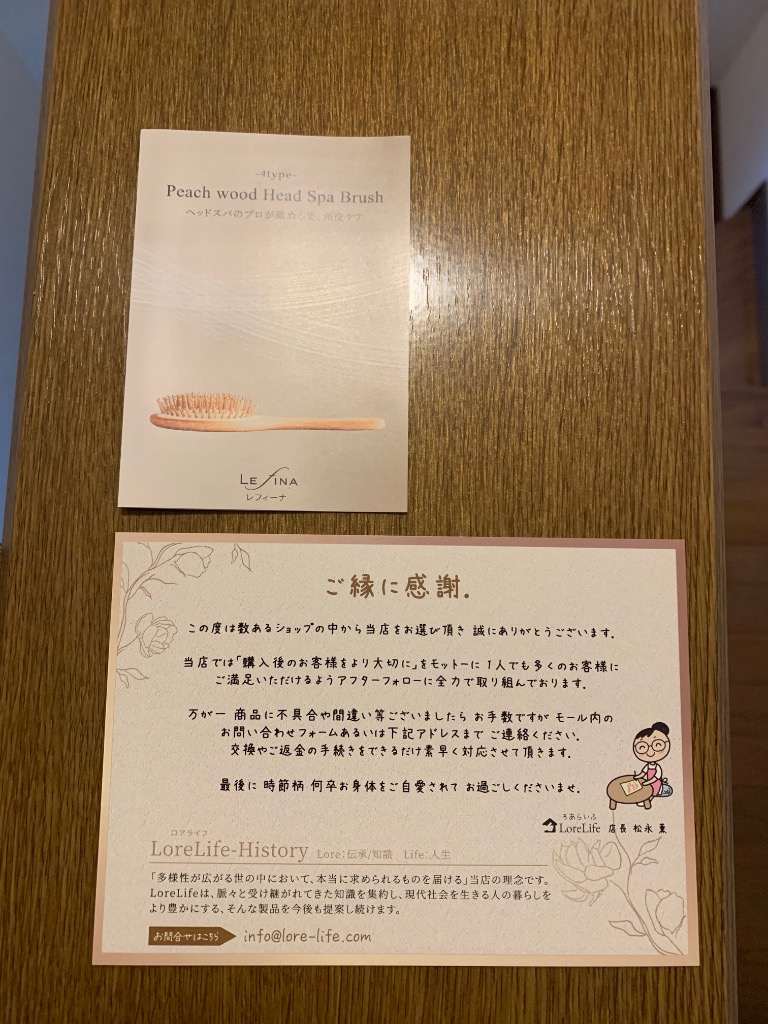 -4type-
Peach wood Head Spa Brush
ヘッドスパのプロが薦める髪、頭皮ケア
LE FINA
レフィーナ
ご縁に感謝.
この度は数あるショップの中から当店をお選び頂き 誠にありがとうございます.
当店では「購入後のお客様をより大切に」をモットーに 1人でも多くのお客様に
ご満足いただけるようアフターフォローに全力で取り組んでおります.
万が一 商品に不具合や間違い等ございましたら お手数ですが モール内の
お問い合わせフォームあるいは下記アドレスまで ご連絡ください.
交換やご返金の手続きをできるだけ素早く対応させて頂きます.
最後に 時節柄 何卒お身体をご自愛されて お過ごしくださいませ.
ろあらいふ
LoreLife 店長 松永 薫
ロアライフ
LoreLife-History Lore:伝承/知識 Life:人生
「多様性が広がる世の中において、本当に求められるものを届ける」当店の理念です。
LoreLifeは、脈々と受け継がれてきた知識を集約し、現代社会を生きる人の暮らしを
より豊かにする、そんな製品を今後も提案し続けます。
お問合せはこちら info@lore-life.com